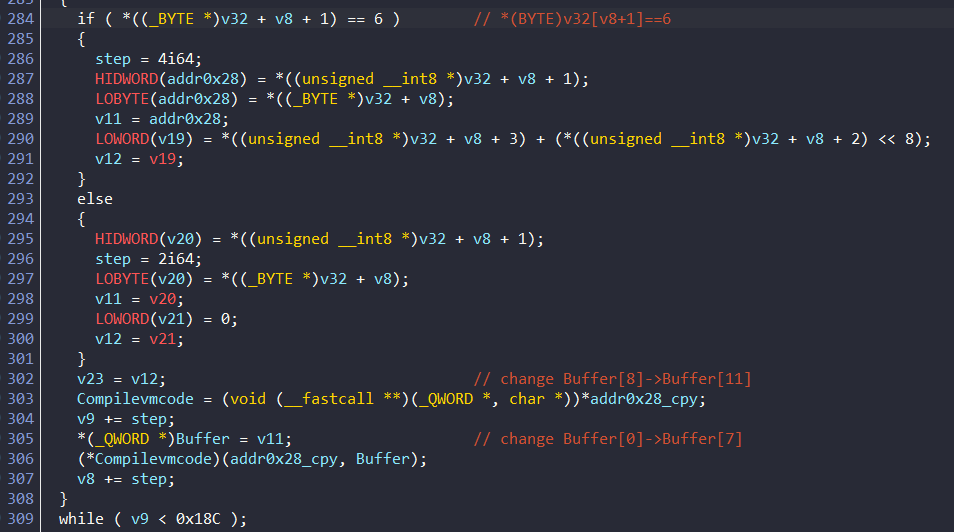 283 {
284 if ( *((_BYTE *)v32 + v8 + 1) == 6 ) // *(BYTE)v32[v8+1]==6
285 {
286 step = 4i64;
287 HIDWORD(addr0x28) = *((unsigned __int8 *)v32 + v8 + 1);
288 LOBYTE(addr0x28) = *((_BYTE *)v32 + v8);
289 v11 = addr0x28;
290 LOWORD(v19) = *((unsigned __int8 *)v32 + v8 + 3) + (*((unsigned __int8 *)v32 + v8 + 2) << 8);
291 v12 = v19;
292 }
293 else
294 {
295 HIDWORD(v20) = *((unsigned __int8 *)v32 + v8 + 1);
296 step = 2i64;
297 LOBYTE(v20) = *((_BYTE *)v32 + v8);
298 v11 = v20;
299 LOWORD(v21) = 0;
300 v12 = v21;
301 }
302 v23 = v12; // change Buffer[8]->Buffer[11]
303 Compilevmcode = (void (__fastcall **)(_QWORD *, char *))*addr0x28_cpy;
304 v9 += step;
305 *(_QWORD *)Buffer = v11; // change Buffer[0]->Buffer[7]
306 (*Compilevmcode)(addr0x28_cpy, Buffer);
307 v8 += step;
308 }
309 while ( v9 < 0x18C );